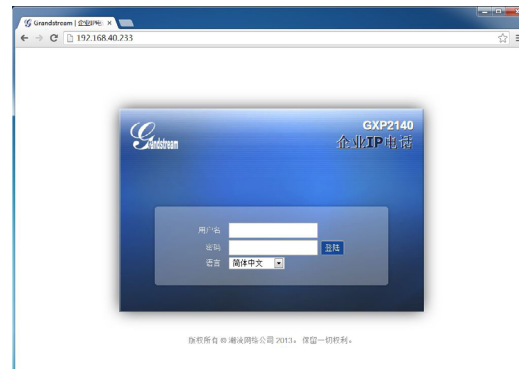 Grandstream | 企业IP电话
192.168.40.233
Grandstream
GXP2140
企业IP电话
用户名
密码
登陆
语言
简体中文
版权所有 © 潮流网络公司 2013。 保留一切权利。